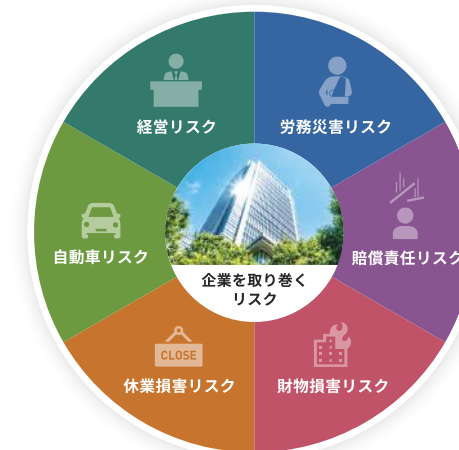 経営リスク
労務災害リスク
自動車リスク
賠償責任リスク
企業を取り巻く
リスク
CLOSE
休業損害リスク
財物損害リスク